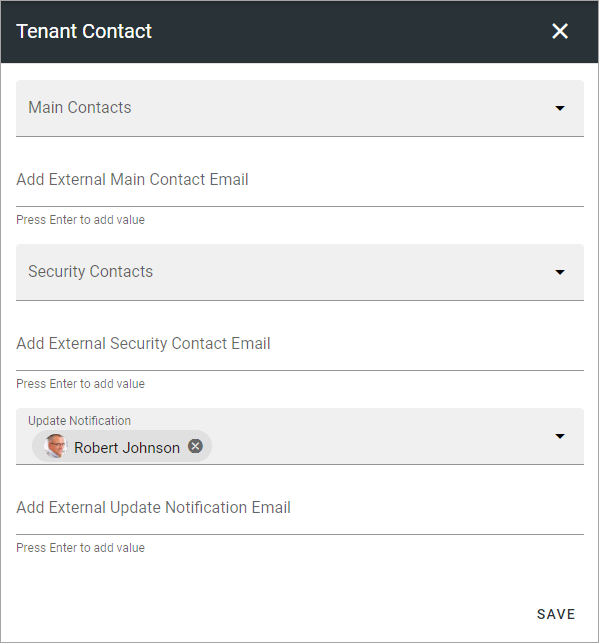 Tenant Contact
Main Contacts
Add External Main Contact Email
Press Enter to add value
Security Contacts
Add External Security Contact Email
Press Enter to add value
Update Notification
Robert Johnson
Add External Update Notification Email
Press Enter to add value
SAVE